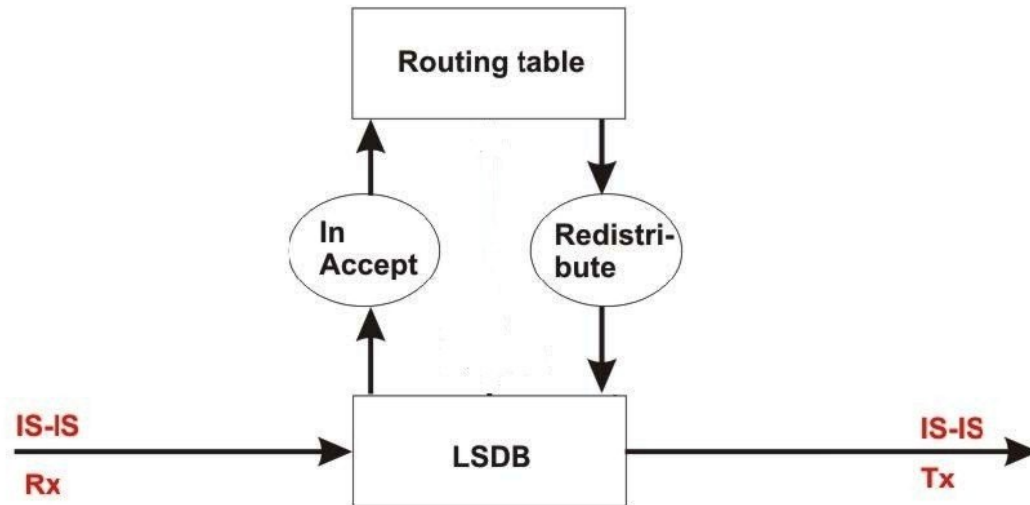 Routing table
In
Accept
Redistri-
bute
IS-IS
Rx
LSDB
IS-IS
Tx